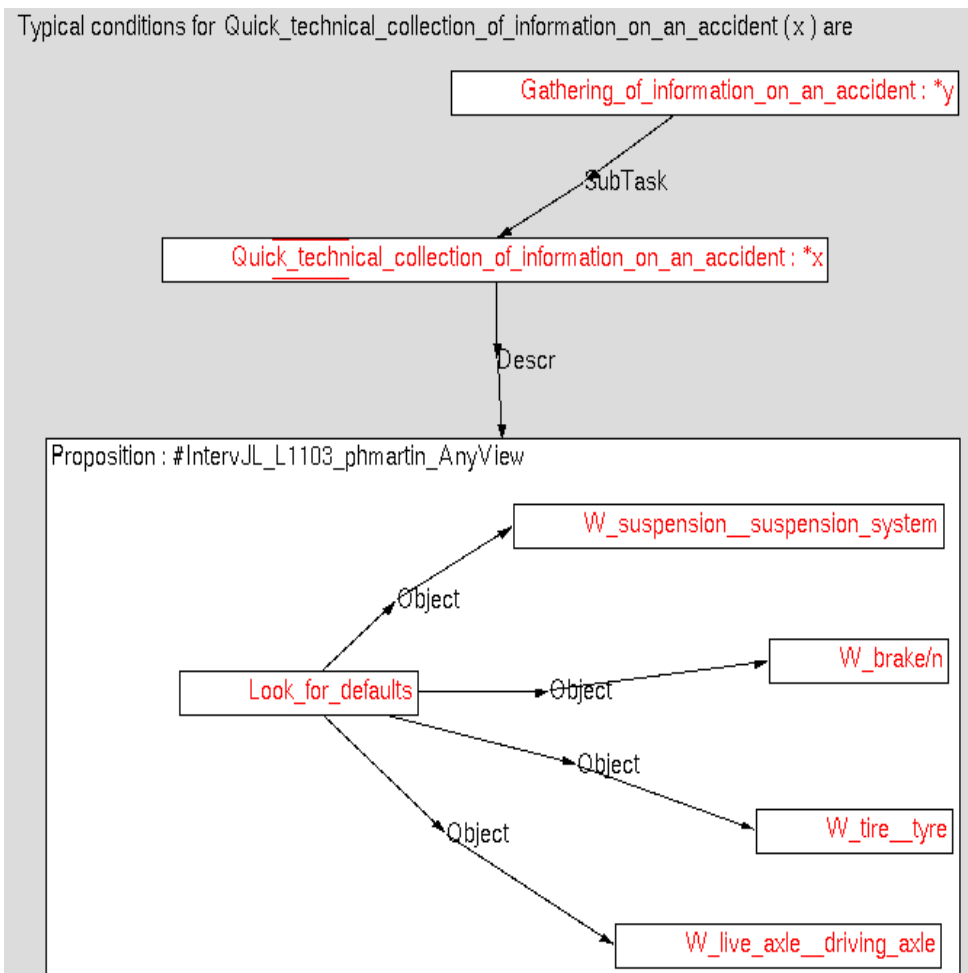 Typical conditions for Quick_technical_collection_of_information_on_an_accident ( x ) are
Gathering_of_information_on_an_accident : *y
SubTask
Quick_technical_collection_of_information_on_an_accident : *x
Descr
Proposition : #IntervJL_L1103_phmartin_AnyView
W_suspension__suspension_system
Object
W_brake/n
Look_for_defaults
Object
Object
W_tire__tyre
Object
W_live_axle__driving_axle